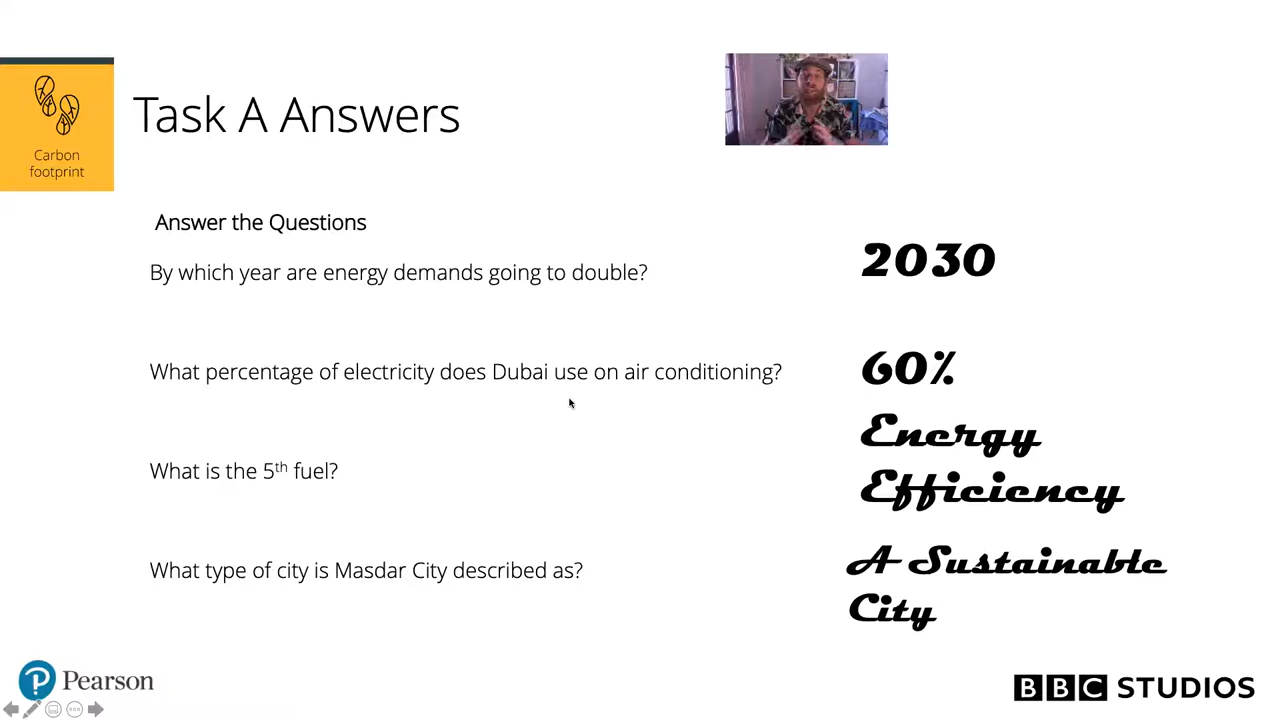 Carbon
footprint
Task A Answers
Answer the Questions
By which year are energy demands going to double?
2030
What percentage of electricity does Dubai use on air conditioning?
60%
What is the 5th fuel?
Energy
Efficiency
What type of city is Masdar City described as?
A Sustainable
City
Pearson
BBC STUDIOS